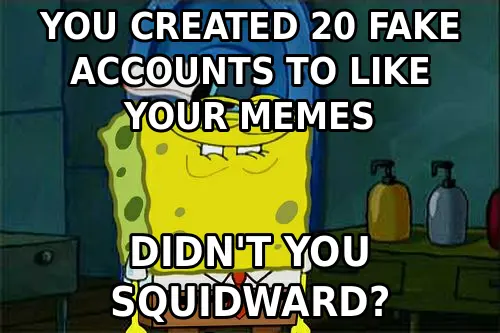 YOU CREATED 20 FAKE
ACCOUNTS TO LIKE
YOUR MEMES
DIDN'T YOU
SQUIDWARD?